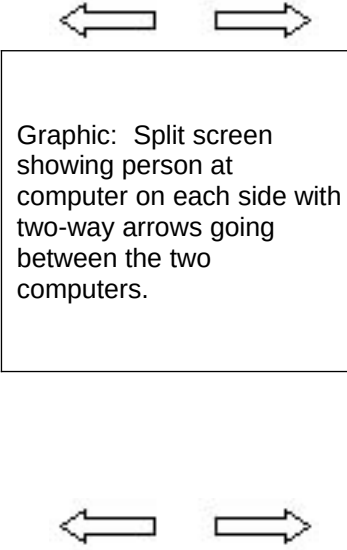 Graphic:  Split screen
showing person at
computer on each side with
two-way arrows going
between the two
computers.